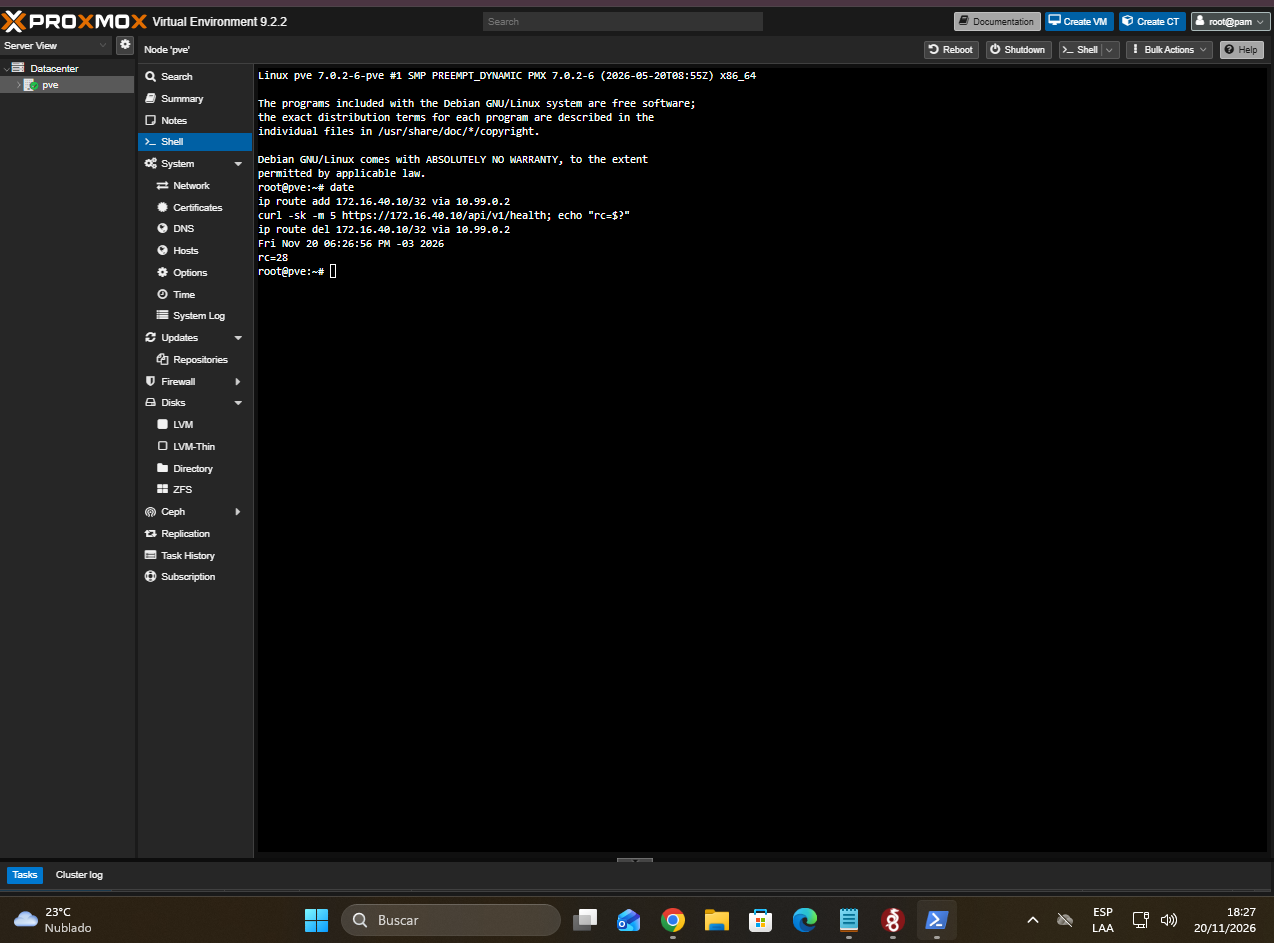 PROXMOX Virtual Environment 9.2.2
Search
Documentation
Create VM
Create CT
root@pam
Server View
Node 'pve'
Reboot
Shutdown
>_ Shell
Bulk Actions
Help
Datacenter
pve
Search
Summary
Notes
>_ Shell
System
Network
Certificates
DNS
Hosts
Options
Time
System Log
Updates
Repositories
Firewall
Disks
LVM
LVM-Thin
Directory
ZFS
Ceph
Replication
Task History
Subscription
Linux pve 7.0.2-6-pve #1 SMP PREEMPT_DYNAMIC PMX 7.0.2-6 (2026-05-20T08:55Z) x86_64
The programs included with the Debian GNU/Linux system are free software;
the exact distribution terms for each program are described in the
individual files in /usr/share/doc/*/copyright.
Debian GNU/Linux comes with ABSOLUTELY NO WARRANTY, to the extent
permitted by applicable law.
root@pve:~# date
ip route add 172.16.40.10/32 via 10.99.0.2
curl -sk -m 5 https://172.16.40.10/api/v1/health; echo "rc=$?"
ip route del 172.16.40.10/32 via 10.99.0.2
Fri Nov 20 06:26:56 PM -03 2026
rc=28
root@pve:~#
Tasks
Cluster log
23°C
Nublado
Buscar
ESP
LAA
18:27
20/11/2026